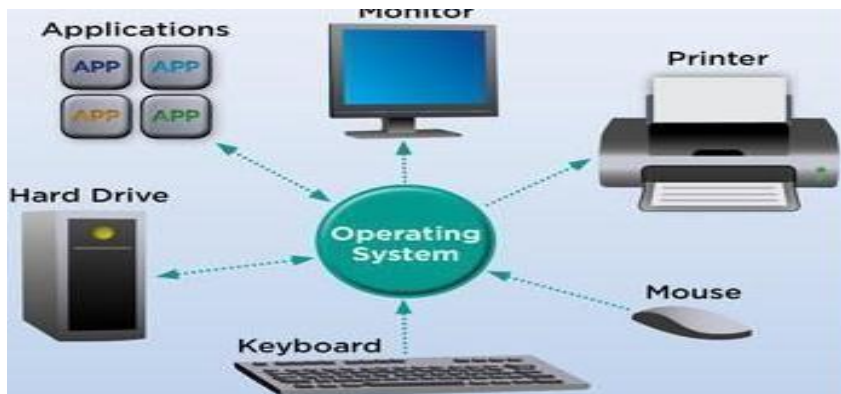 Monitor
Applications
APP APP
APP APP
Printer
Hard Drive
Operating
System
Mouse
Keyboard